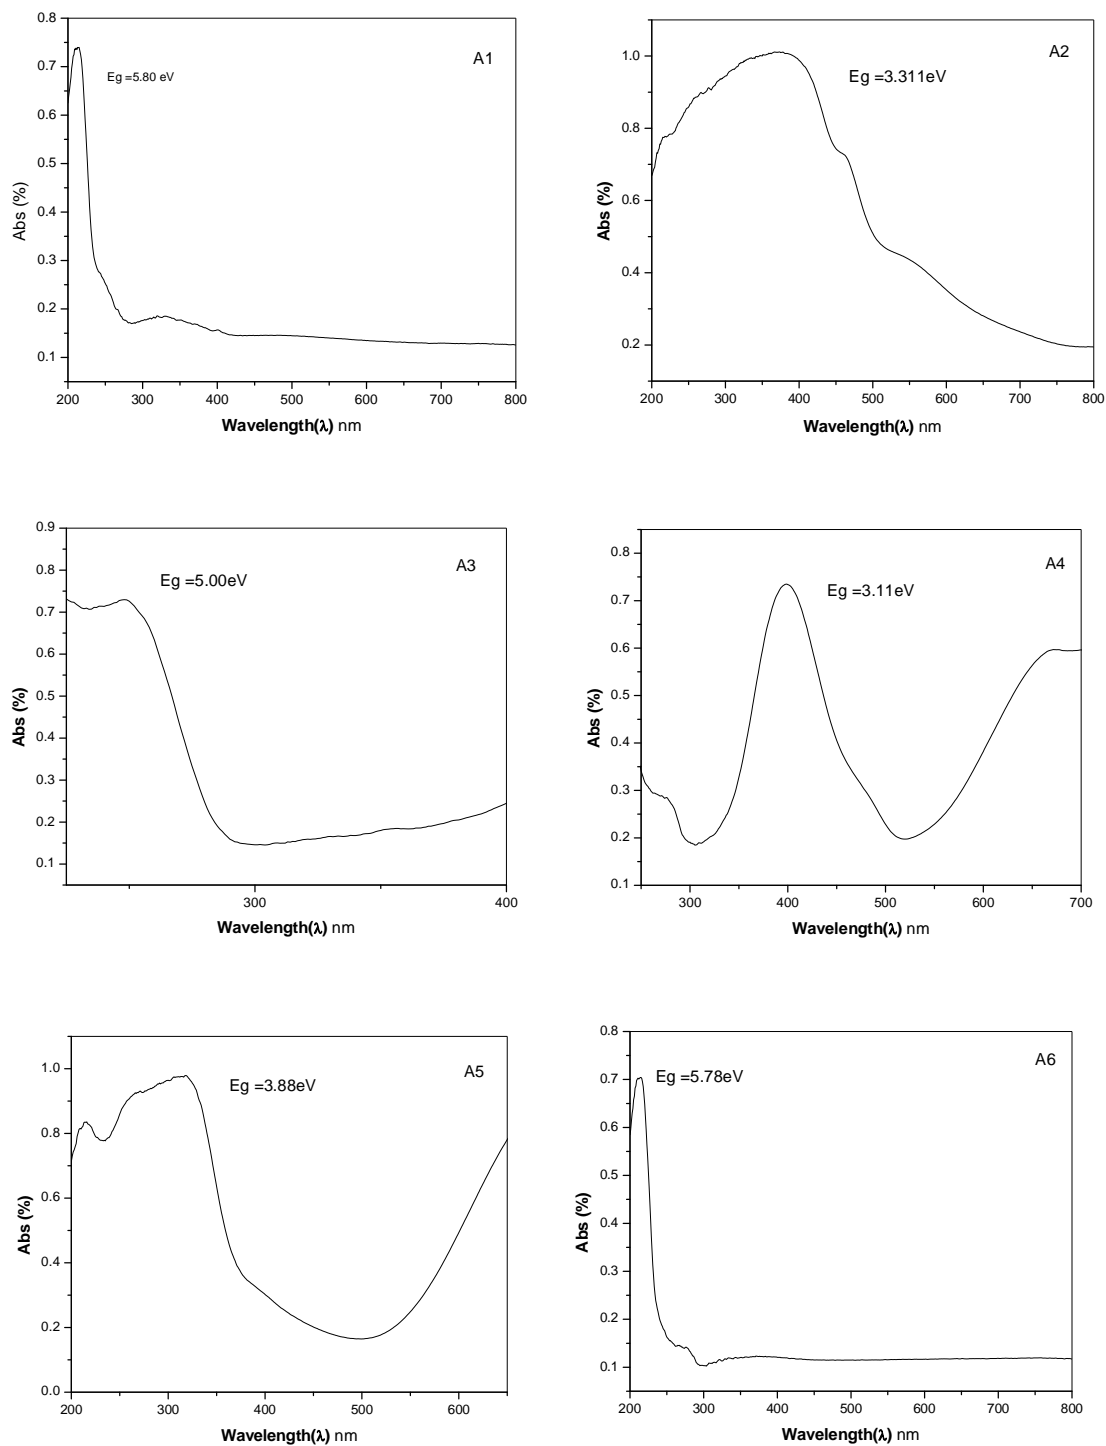 0.8
0.7
0.6
0.5
0.4
0.3
0.2
0.1
Abs (%)
A1
Eg =5.80 eV
200 300 400 500 600 700 800
Wavelength(λ) nm
1.0
0.8
0.6
0.4
0.2
Abs (%)
A2
Eg =3.311eV
200 300 400 500 600 700 800
Wavelength(λ) nm
0.9
0.8
0.7
0.6
0.5
0.4
0.3
0.2
0.1
Abs (%)
A3
Eg =5.00eV
300 400
Wavelength(λ) nm
0.8
0.7
0.6
0.5
0.4
0.3
0.2
0.1
Abs (%)
A4
Eg =3.11eV
300 400 500 600 700
Wavelength(λ) nm
1.0
0.8
0.6
0.4
0.2
0.0
Abs (%)
A5
Eg =3.88eV
200 300 400 500 600
Wavelength(λ) nm
0.8
0.7
0.6
0.5
0.4
0.3
0.2
0.1
Abs (%)
A6
Eg =5.78eV
200 300 400 500 600 700 800
Wavelength(λ) nm